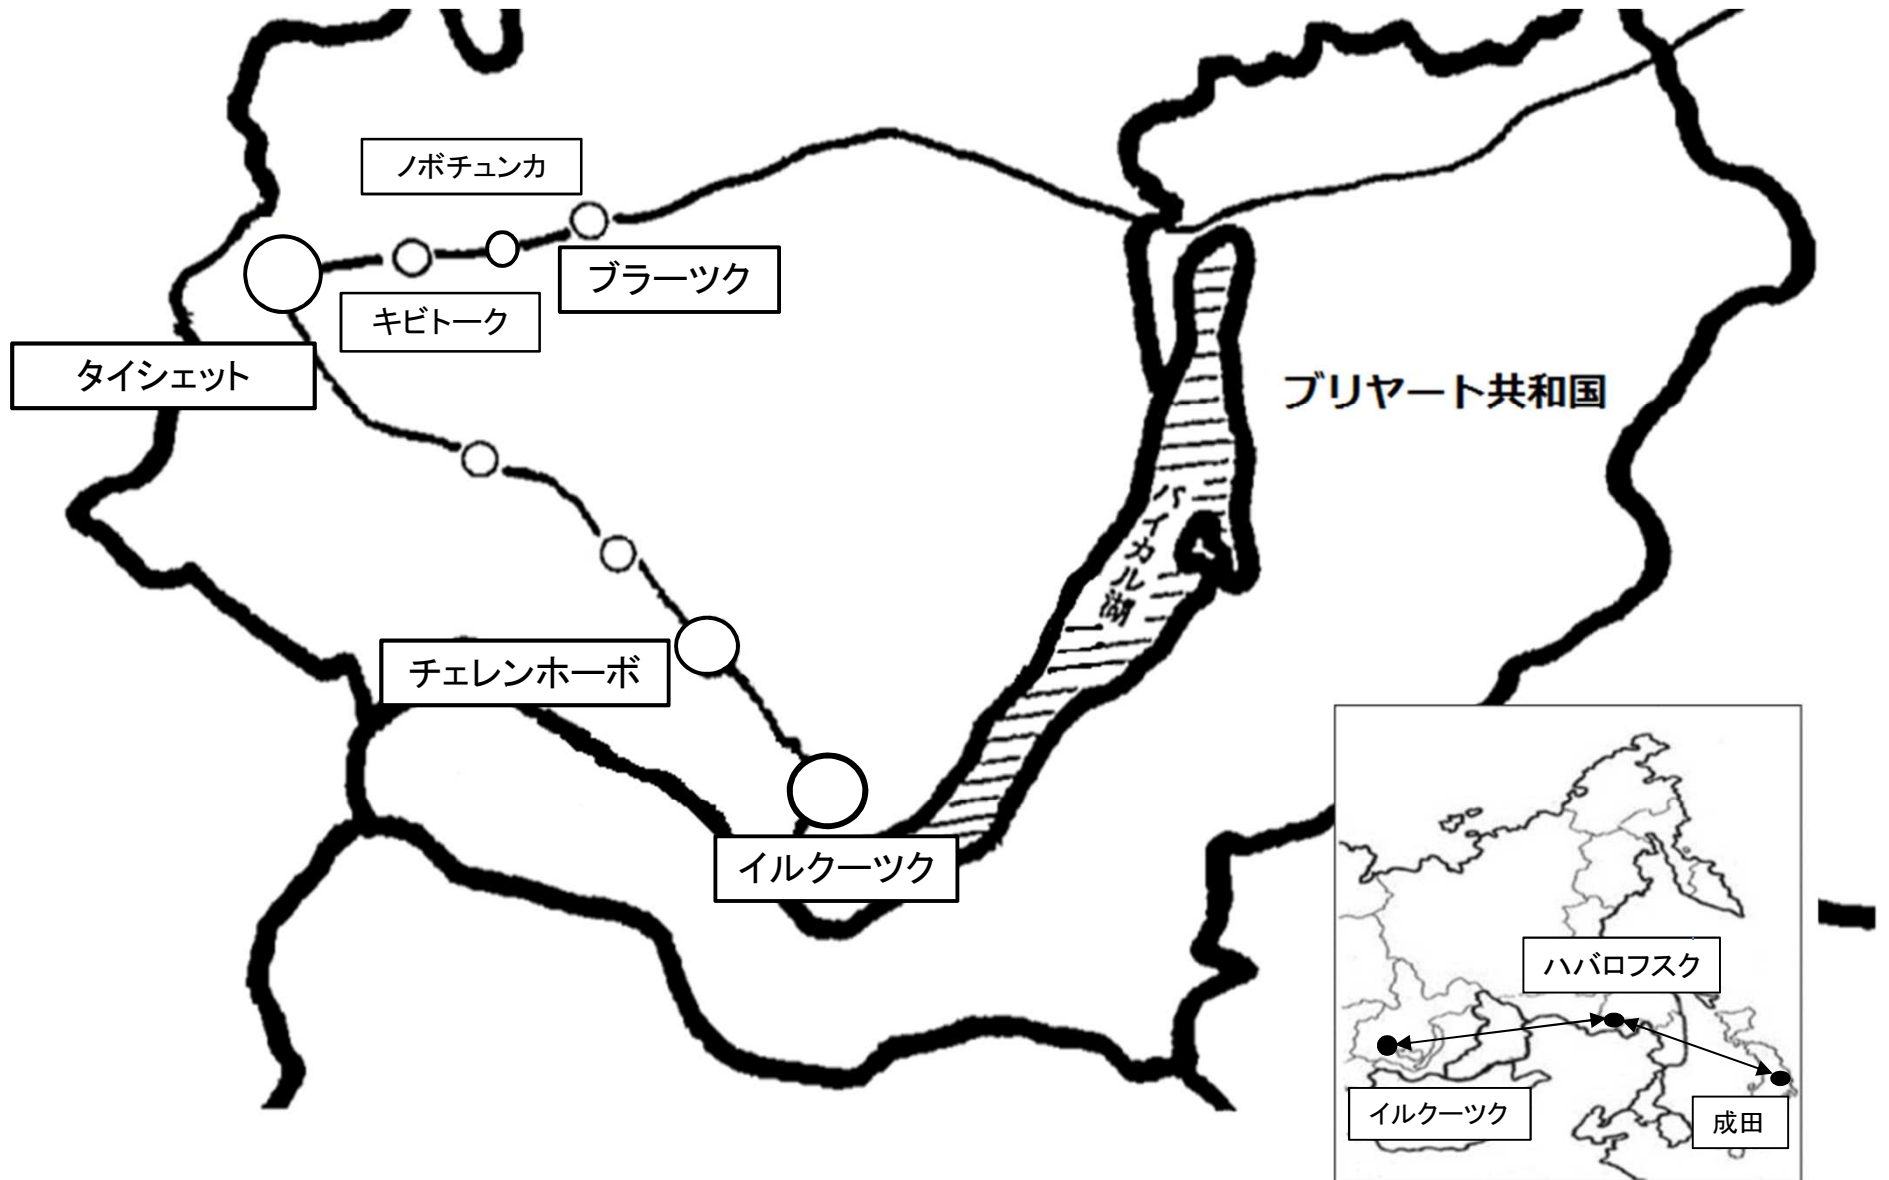 ノボチュンカ
ブラーツク
キビトーク
タイシェット
ブリヤート共和国
バイカル湖
チェレンホーボ
イルクーツク
ハバロフスク
イルクーツク
成田